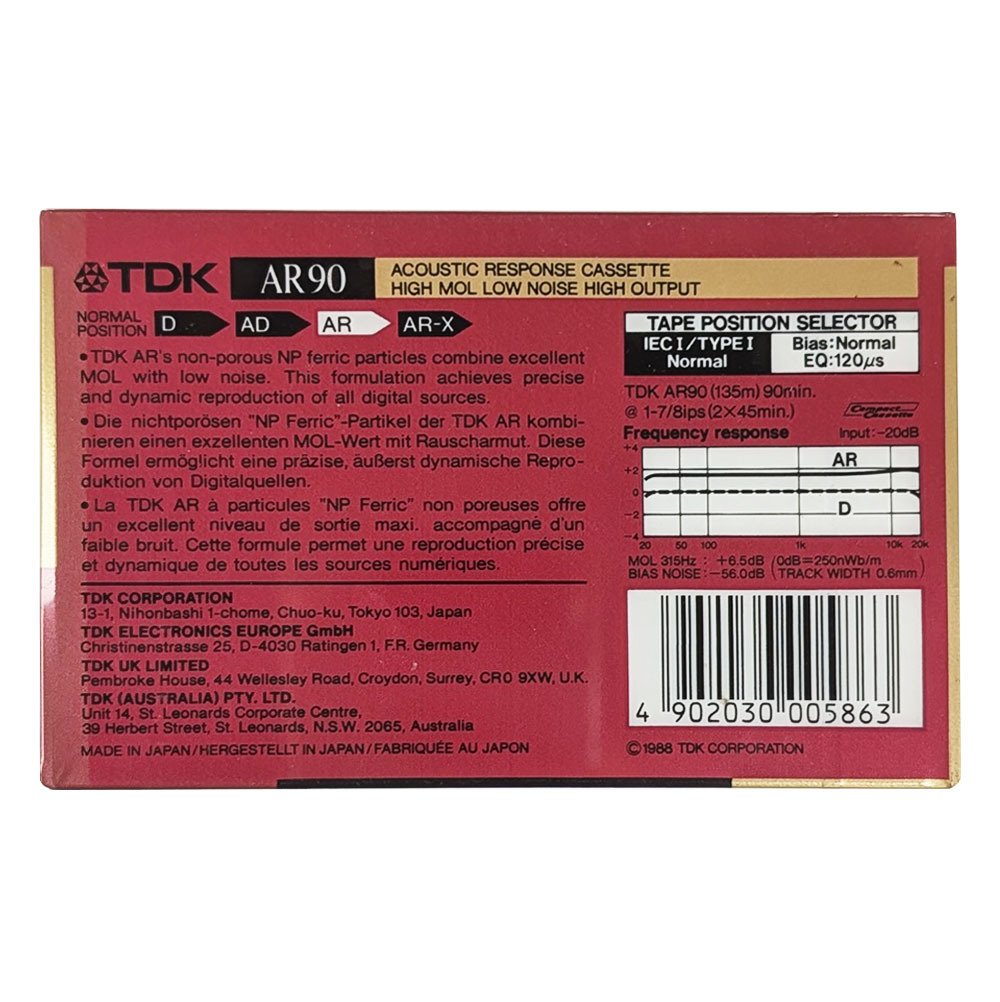 TDK AR90 ACOUSTIC RESPONSE CASSETTE
HIGH MOL LOW NOISE HIGH OUTPUT
NORMAL POSITION D AD AR AR-X
•TDK AR's non-porous NP ferric particles combine excellent
MOL with low noise. This formulation achieves precise
and dynamic reproduction of all digital sources.
•Die nichtporösen "NP Ferric"-Partikel der TDK AR kombi-
nieren einen exzellenten MOL-Wert mit Rauscharmut. Diese
Formel ermöglicht eine präzise, äußerst dynamische Repro-
duktion von Digitalquellen.
•La TDK AR à particules "NP Ferric" non poreuses offre
un excellent niveau de sortie maxi. accompagné d'un
faible bruit. Cette formule permet une reproduction précise
et dynamique de toutes les sources numériques.
TDK CORPORATION
13-1, Nihonbashi 1-chome, Chuo-ku, Tokyo 103, Japan
TDK ELECTRONICS EUROPE GmbH
Christinenstrasse 25, D-4030 Ratingen 1, F.R. Germany
TDK UK LIMITED
Pembroke House, 44 Wellesley Road, Croydon, Surrey, CR0 9XW, U.K.
TDK (AUSTRALIA) PTY. LTD.
Unit 14, St. Leonards Corporate Centre,
39 Herbert Street, St. Leonards, N.S.W. 2065, Australia
MADE IN JAPAN/HERGESTELLT IN JAPAN/FABRIQUÉE AU JAPON
TAPE POSITION SELECTOR
IEC I/TYPE I Bias:Normal
Normal EQ:120µs
TDK AR90 (135m) 90min.
@ 1-7/8ips (2×45min.) Compact Cassette
Frequency response Input:-20dB
+4
+2 AR
0
-2 D
-4
20 50 100 1k 10k 20k
MOL 315Hz : +6.5dB (0dB=250nWb/m
BIAS NOISE:-56.0dB TRACK WIDTH 0.6mm)
4 902030 005863
©1988 TDK CORPORATION